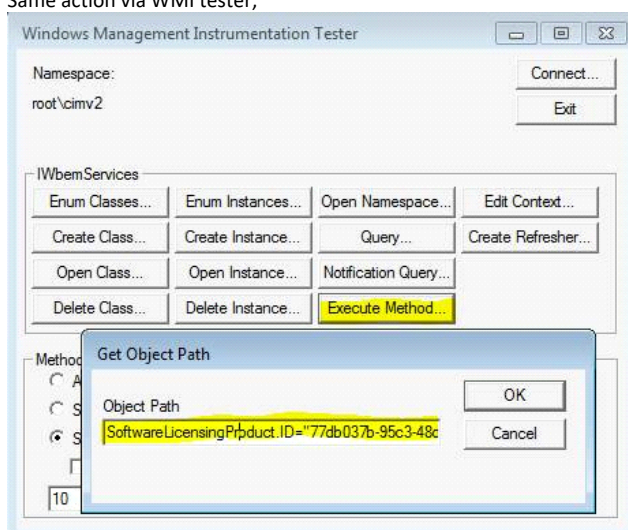 Same action via WMI tester;
Windows Management Instrumentation Tester
Namespace:
Connect...
root\cimv2
Exit
IWbemServices
Enum Classes... Enum Instances... Open Namespace... Edit Context...
Create Class... Create Instance... Query... Create Refresher...
Open Class... Open Instance... Notification Query...
Delete Class... Delete Instance... Execute Method...
Get Object Path
OK
Object Path
SoftwareLicensingProduct.ID="77db037b-95c3-48c
Cancel
10